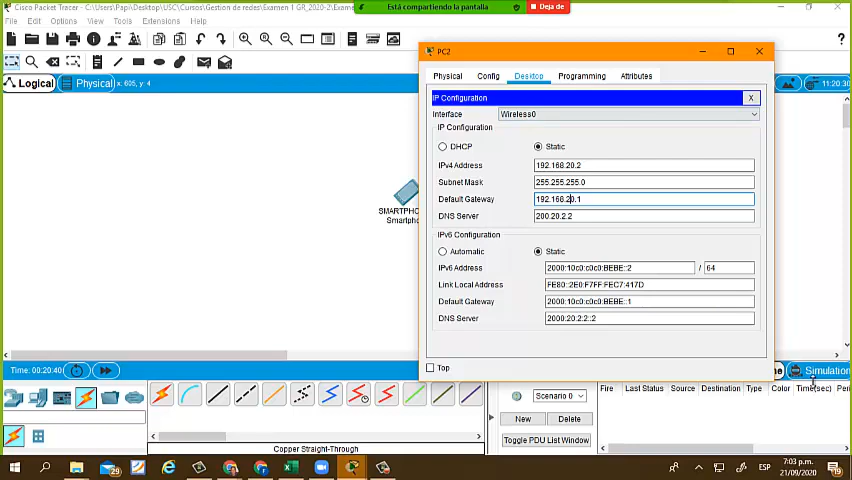 Cisco Packet Tracer - C:\Users\Papi\Desktop\USC\Cursos\Gestion de redes\Examen 1 GR_2020-2\Exame
Está compartiendo la pantalla
Deja de
File Edit Options View Tools Extensions Help
Logical
Physical
x: 605, y: 4
11:20:30
SMARTPHO
Smartpho
PC2
Physical Config Desktop Programming Attributes
IP Configuration
X
Interface
Wireless0
IP Configuration
DHCP
Static
IPv4 Address
192.168.20.2
Subnet Mask
255.255.255.0
Default Gateway
192.168.20.1
DNS Server
200.20.2.2
IPv6 Configuration
Automatic
Static
IPv6 Address
2000:10c0:c0c0:BEBE::2
/ 64
Link Local Address
FE80::2E0:F7FF:FEC7:417D
Default Gateway
2000:10c0:c0c0:BEBE::1
DNS Server
2000:20:2:2::2
Top
Time: 00:20:40
me
Simulation
Scenario 0
New
Delete
Toggle PDU List Window
Fire Last Status Source Destination Type Color Time(sec) Peri
Copper Straight-Through
ESP
7:03 p.m.
21/09/2020
19